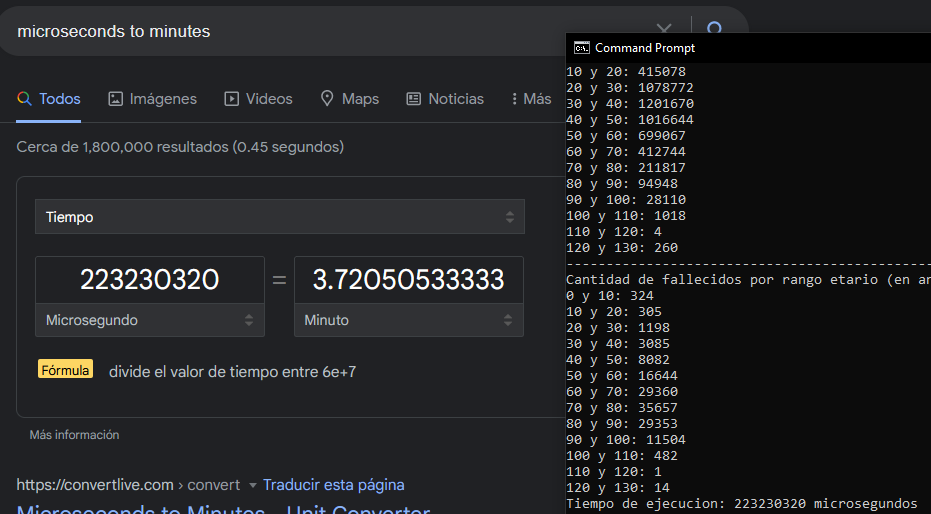 microseconds to minutes
Todos
Imágenes
Videos
Maps
Noticias
Más
Cerca de 1,800,000 resultados (0.45 segundos)
Tiempo
223230320 = 3.72050533333
Microsegundo
Minuto
Fórmula divide el valor de tiempo entre 6e+7
Más información
https://convertlive.com › convert
Traducir esta página
Microseconds to Minutes - Unit Converter
Command Prompt
10 y 20: 415078
20 y 30: 1078772
30 y 40: 1201670
40 y 50: 1016644
50 y 60: 699067
60 y 70: 412744
70 y 80: 211817
80 y 90: 94948
90 y 100: 28110
100 y 110: 1018
110 y 120: 4
120 y 130: 260
--------------------------------------------------
Cantidad de fallecidos por rango etario (en
0 y 10: 324
10 y 20: 305
20 y 30: 1198
30 y 40: 3085
40 y 50: 8082
50 y 60: 16644
60 y 70: 29360
70 y 80: 35657
80 y 90: 29353
90 y 100: 11504
100 y 110: 482
110 y 120: 1
120 y 130: 14
Tiempo de ejecucion: 223230320 microsegundos